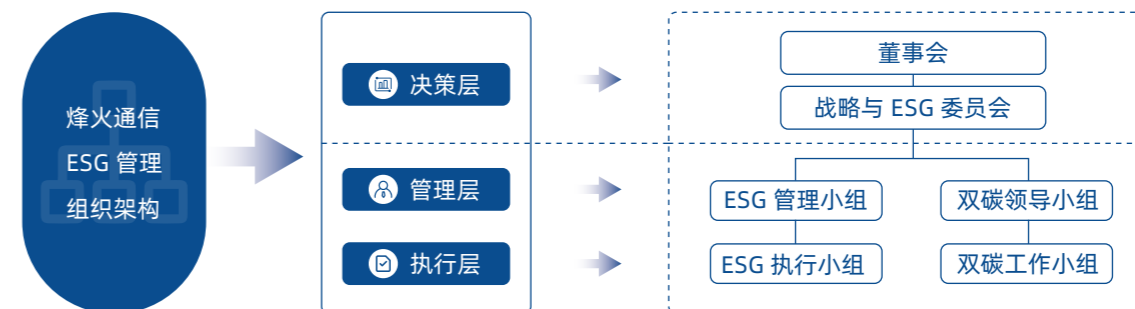 烽火通信
ESG 管理
组织架构
决策层
董事会
战略与 ESG 委员会
管理层
ESG 管理小组
双碳领导小组
执行层
ESG 执行小组
双碳工作小组